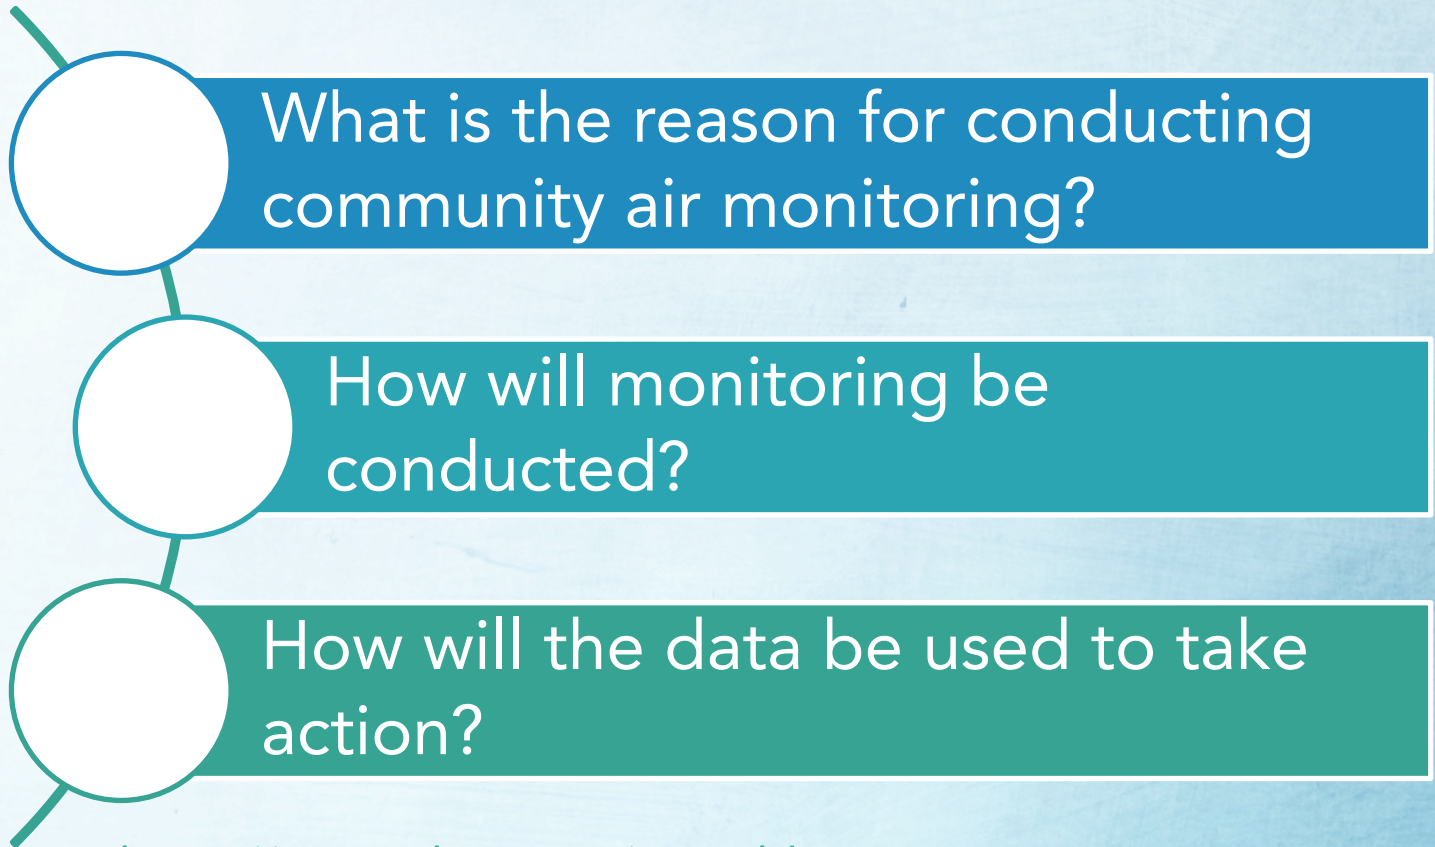 What is the reason for conducting
community air monitoring?
How will monitoring be
conducted?
How will the data be used to take
action?